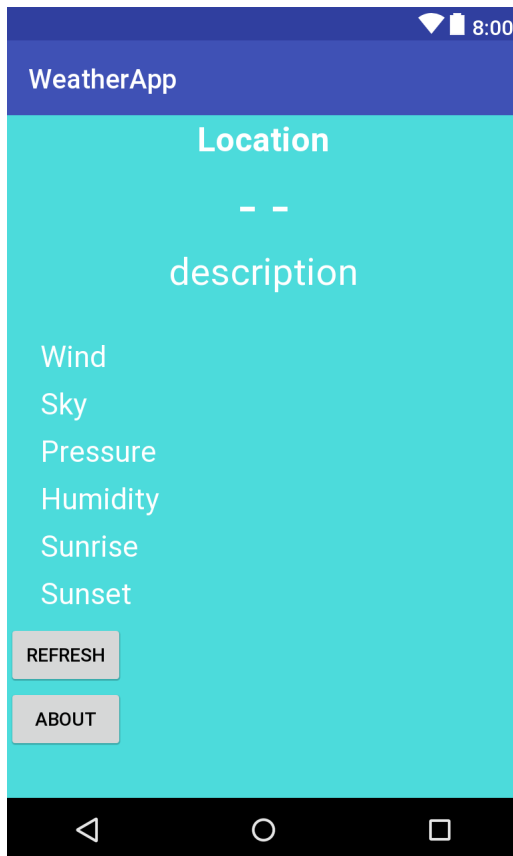 8:00
WeatherApp
Location
- -
description
Wind
Sky
Pressure
Humidity
Sunrise
Sunset
REFRESH
ABOUT